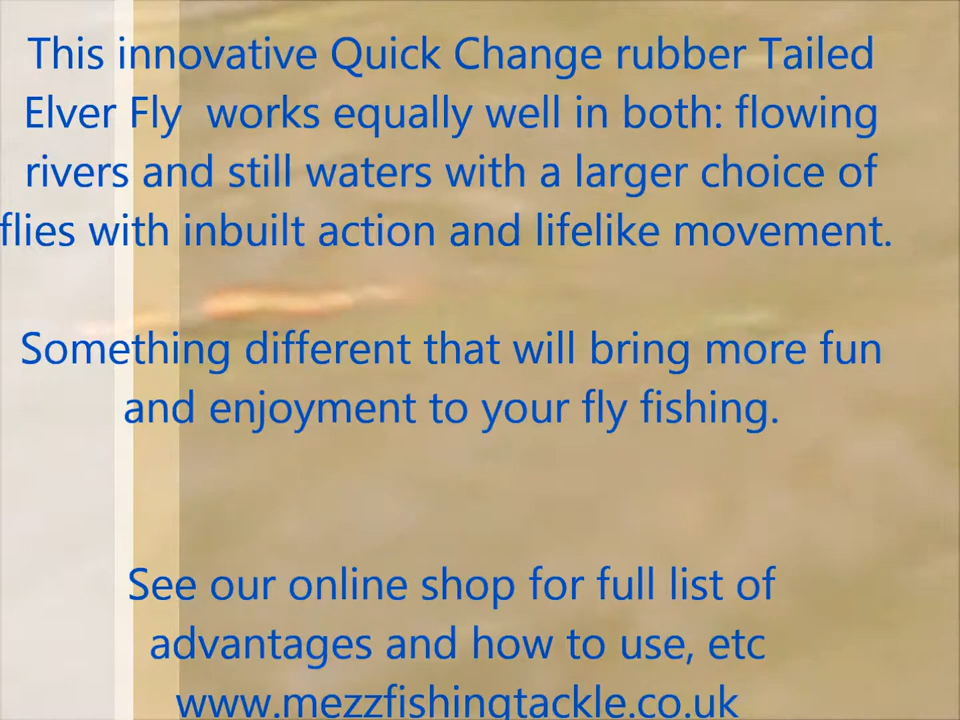 This innovative Quick Change rubber Tailed
Elver Fly  works equally well in both: flowing
rivers and still waters with a larger choice of
flies with inbuilt action and lifelike movement.
Something different that will bring more fun
and enjoyment to your fly fishing.
See our online shop for full list of
advantages and how to use, etc
www.mezzfishingtackle.co.uk